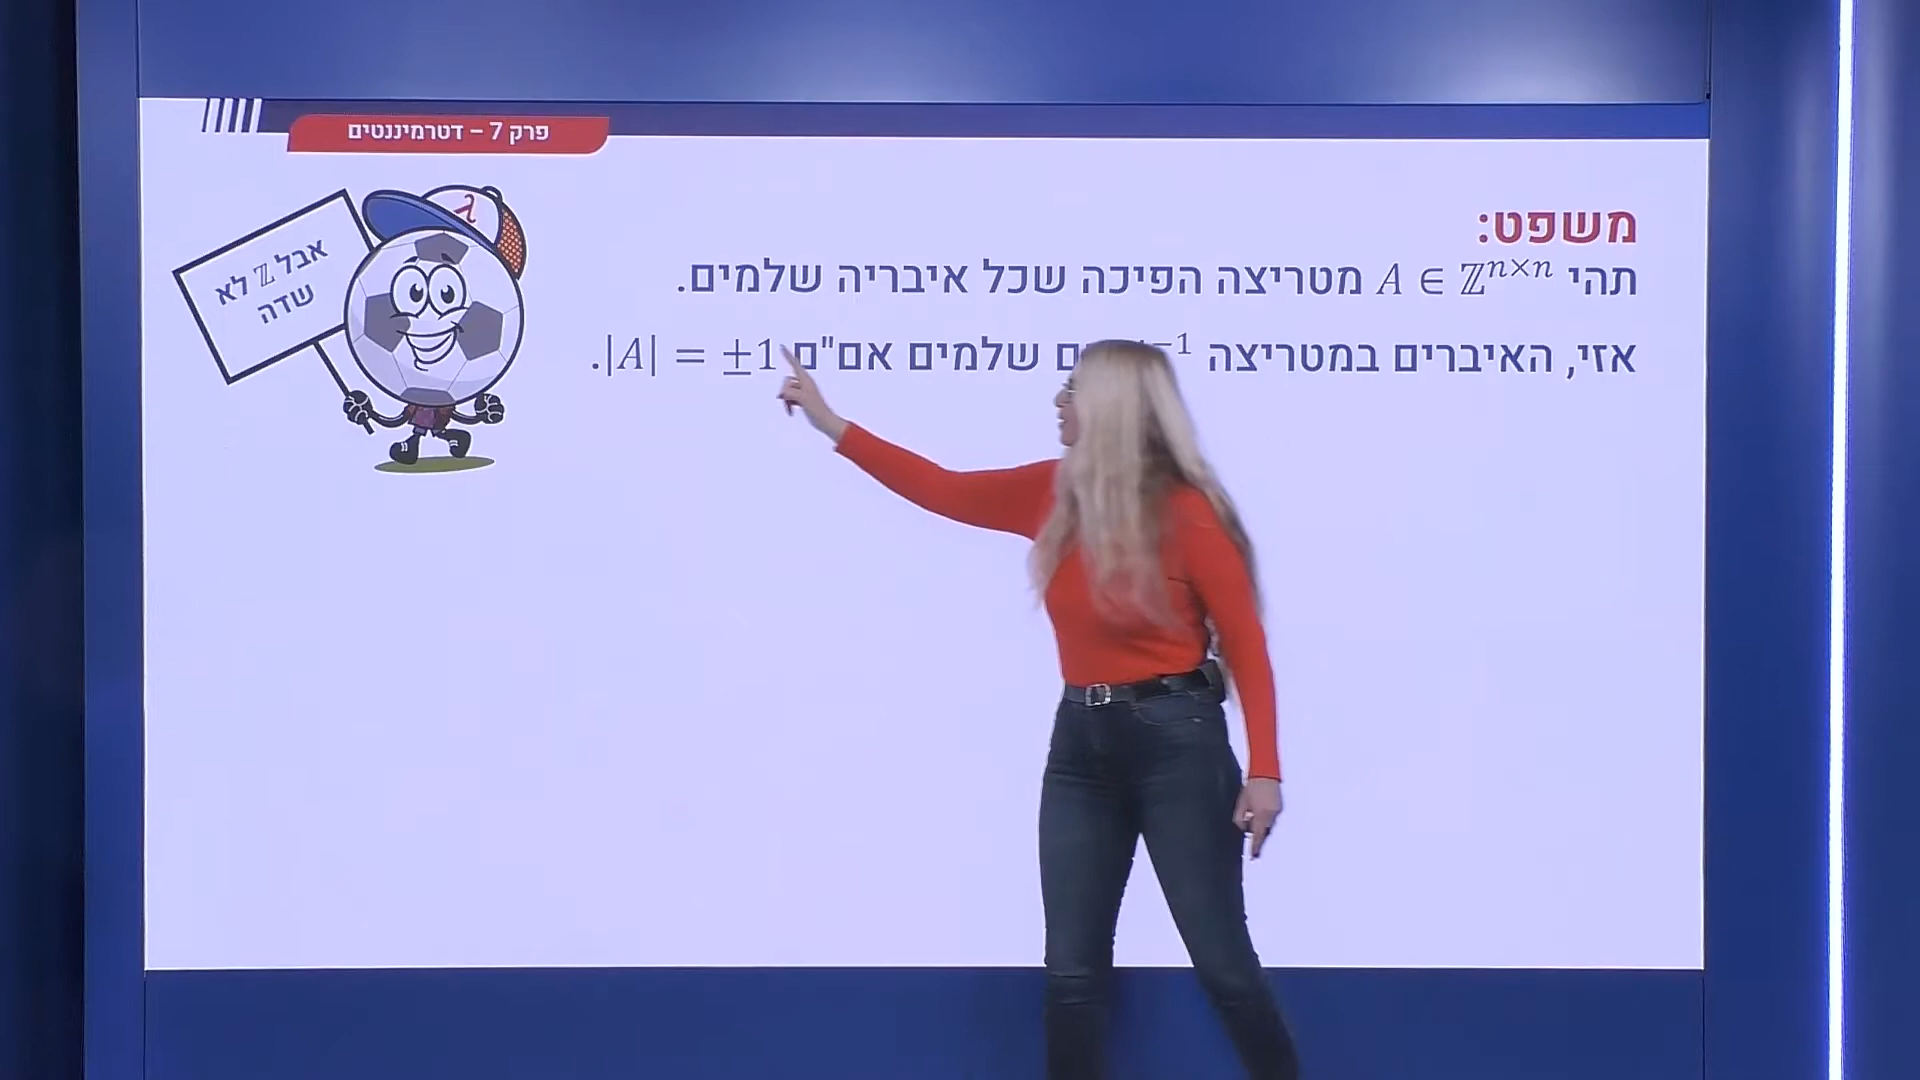 פרק 7 – דטרמיננטים
משפט:
תהי A ∈ ℤⁿˣⁿ מטריצה הפיכה שכל איבריה שלמים.
אזי, האיברים במטריצה ⁻¹ שלמים אם"ם |A| = ±1.
אבל ℤ לא
שדה
λ